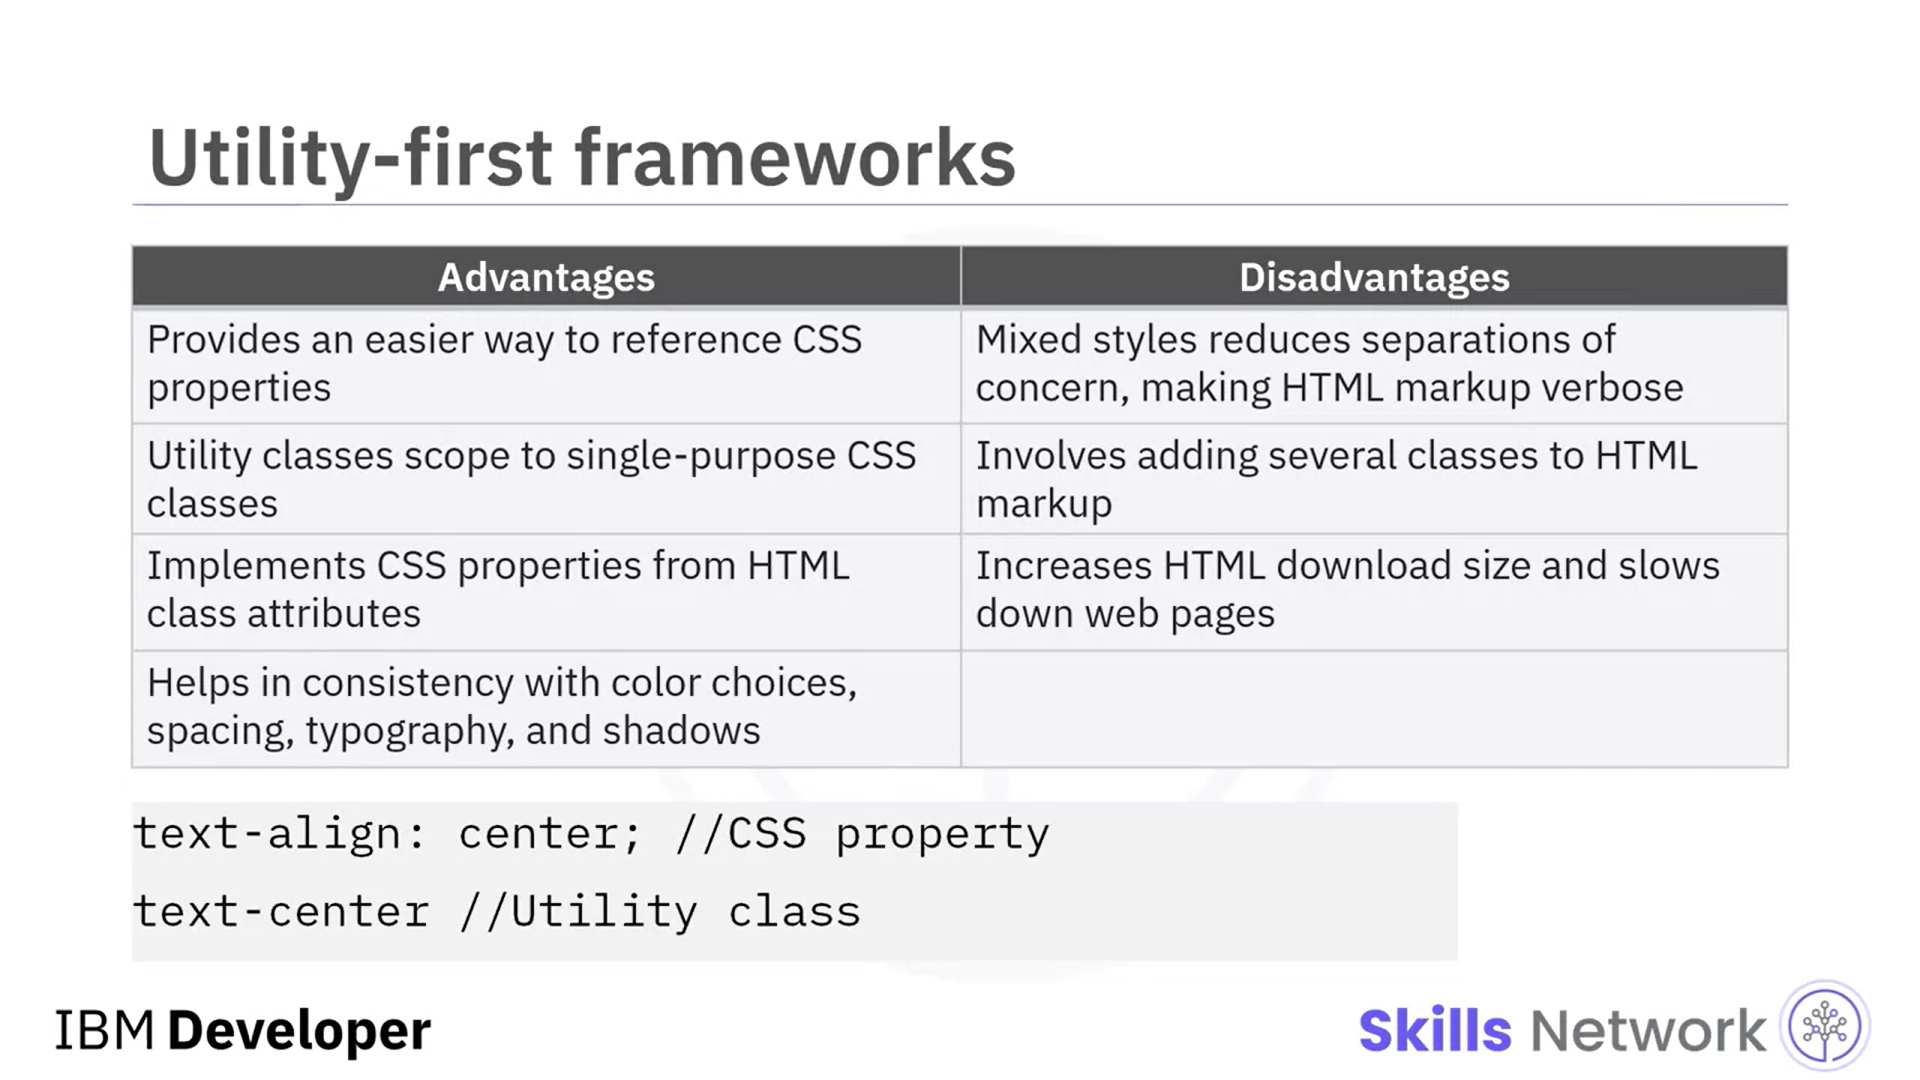 Utility-first frameworks
Advantages
Disadvantages
Provides an easier way to reference CSS
properties
Mixed styles reduces separations of
concern, making HTML markup verbose
Utility classes scope to single-purpose CSS
classes
Involves adding several classes to HTML
markup
Implements CSS properties from HTML
class attributes
Increases HTML download size and slows
down web pages
Helps in consistency with color choices,
spacing, typography, and shadows
text-align: center; //CSS property
text-center //Utility class
IBM Developer
Skills Network